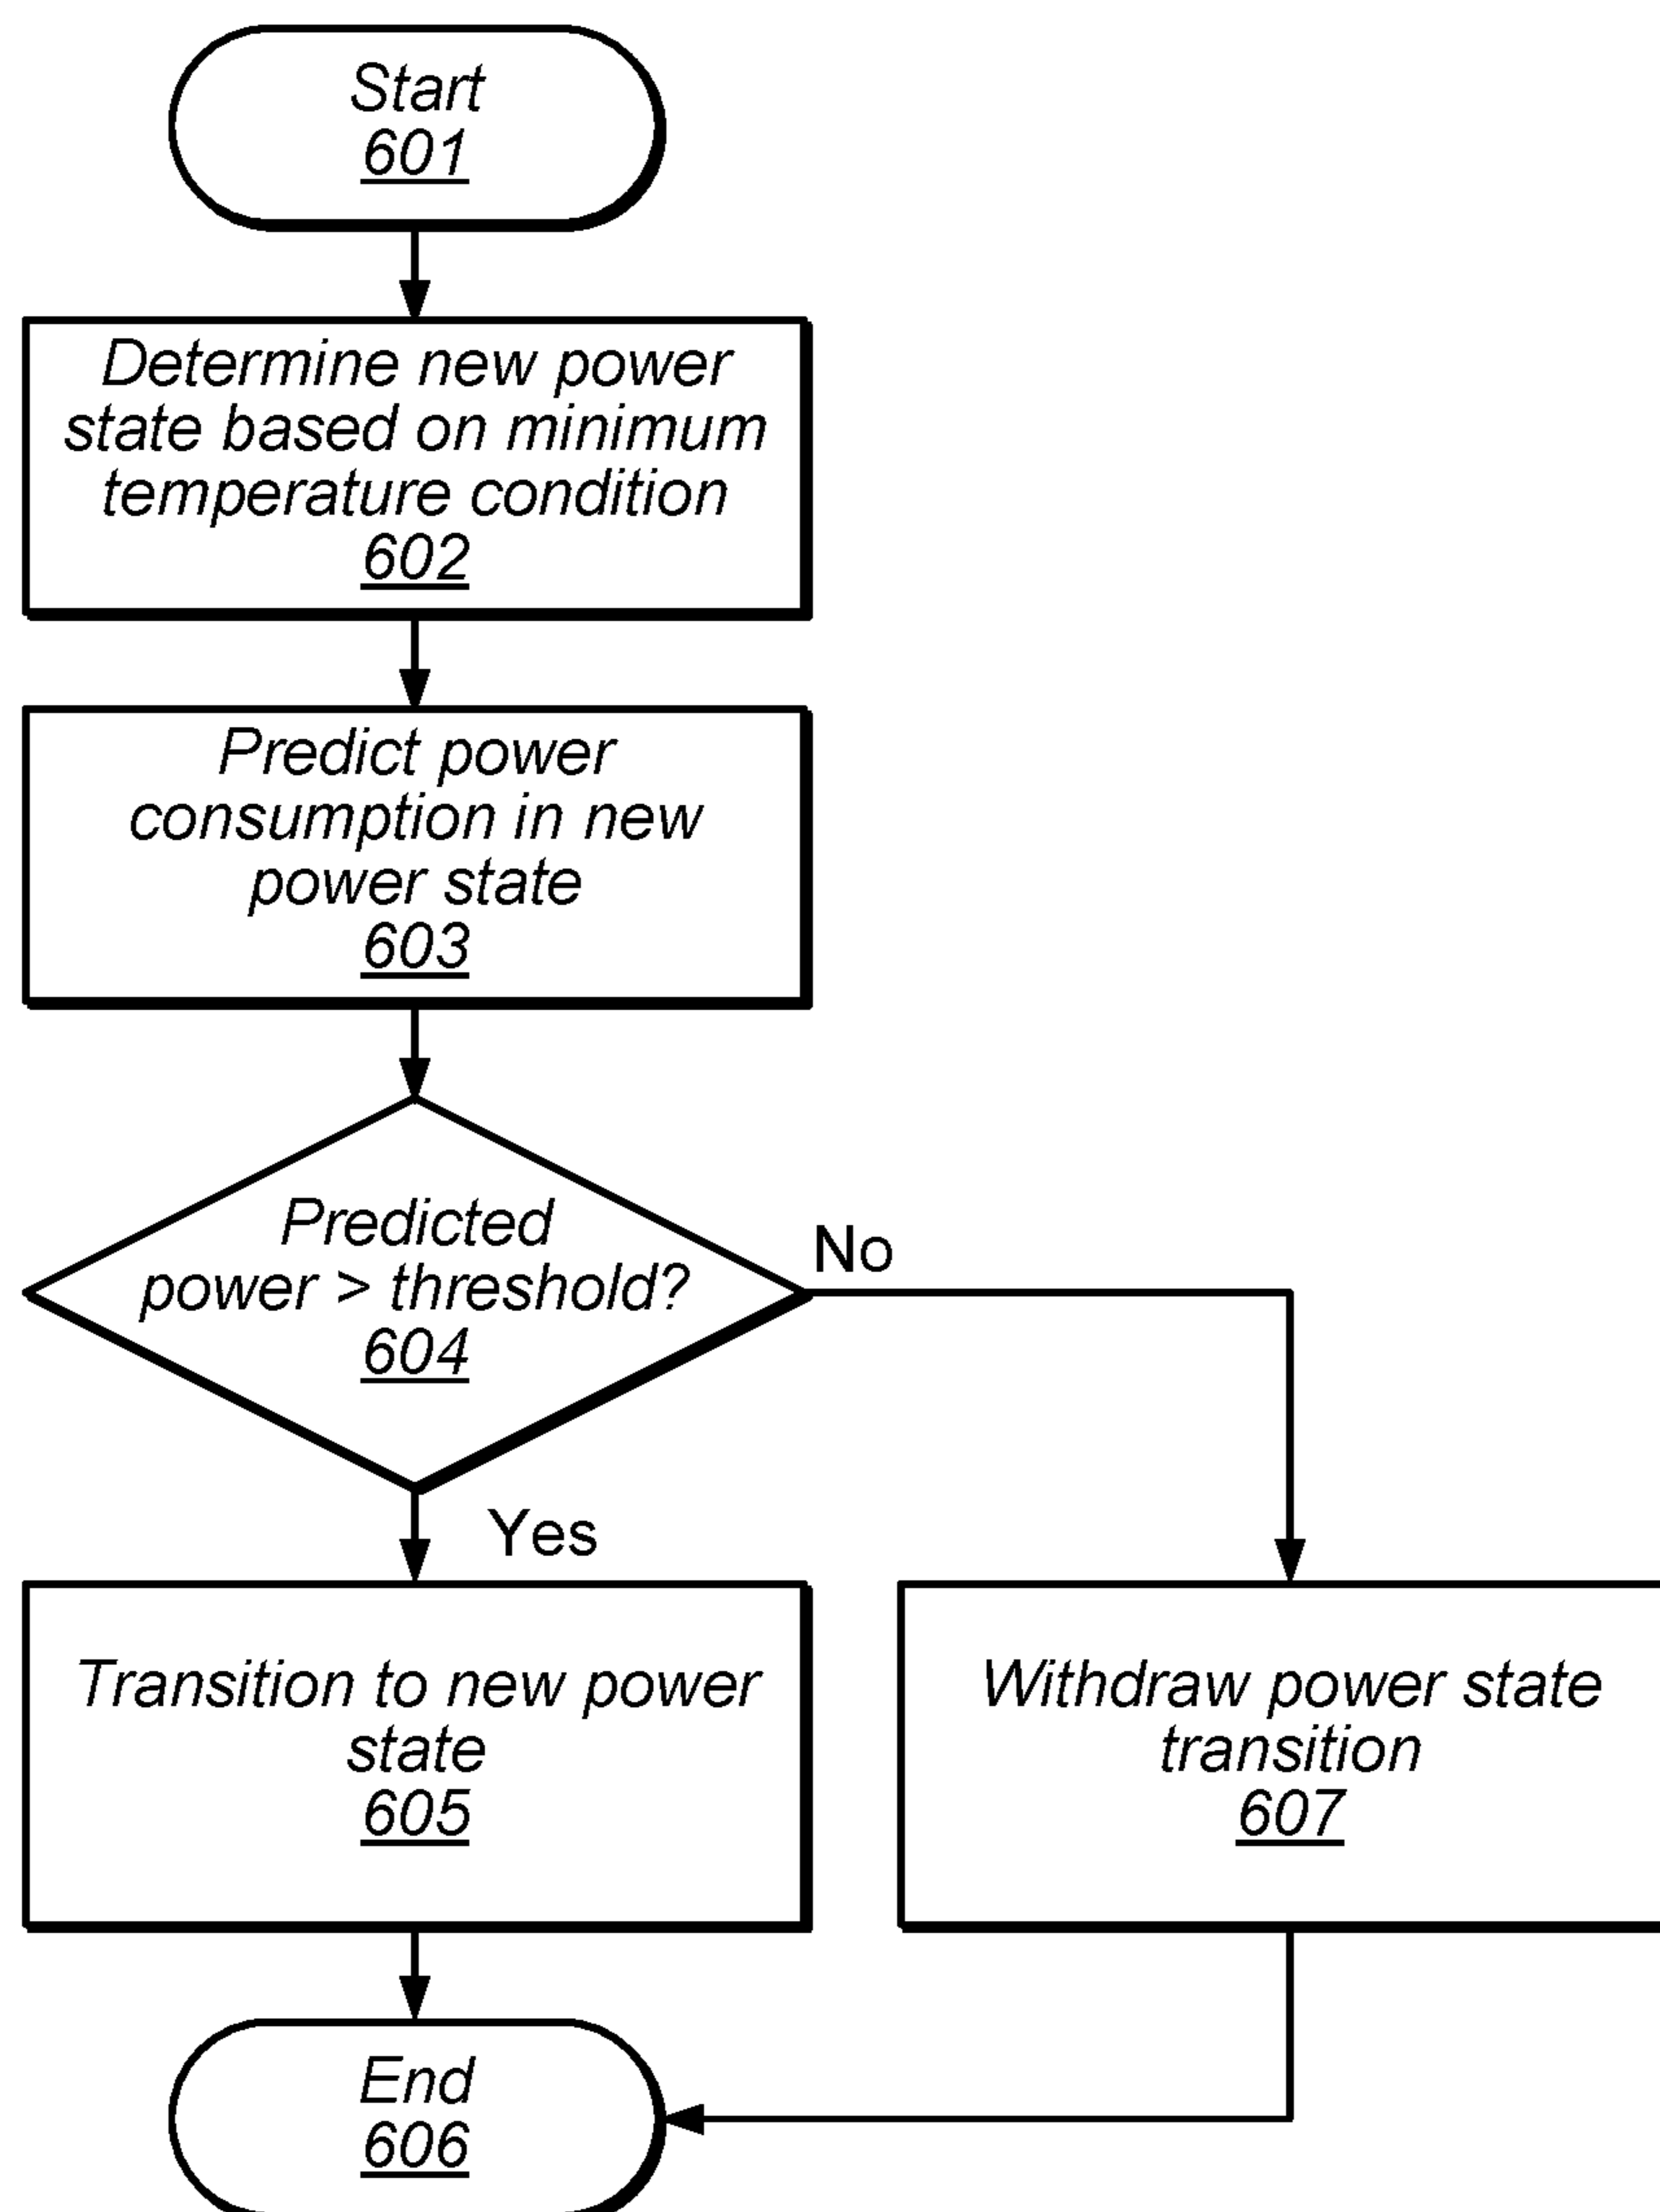 Start
601
Determine new power
state based on minimum
temperature condition
602
Predict power
consumption in new
power state
603
Predicted
power > threshold?
604
No
Yes
Transition to new power
state
605
Withdraw power state
transition
607
End
606